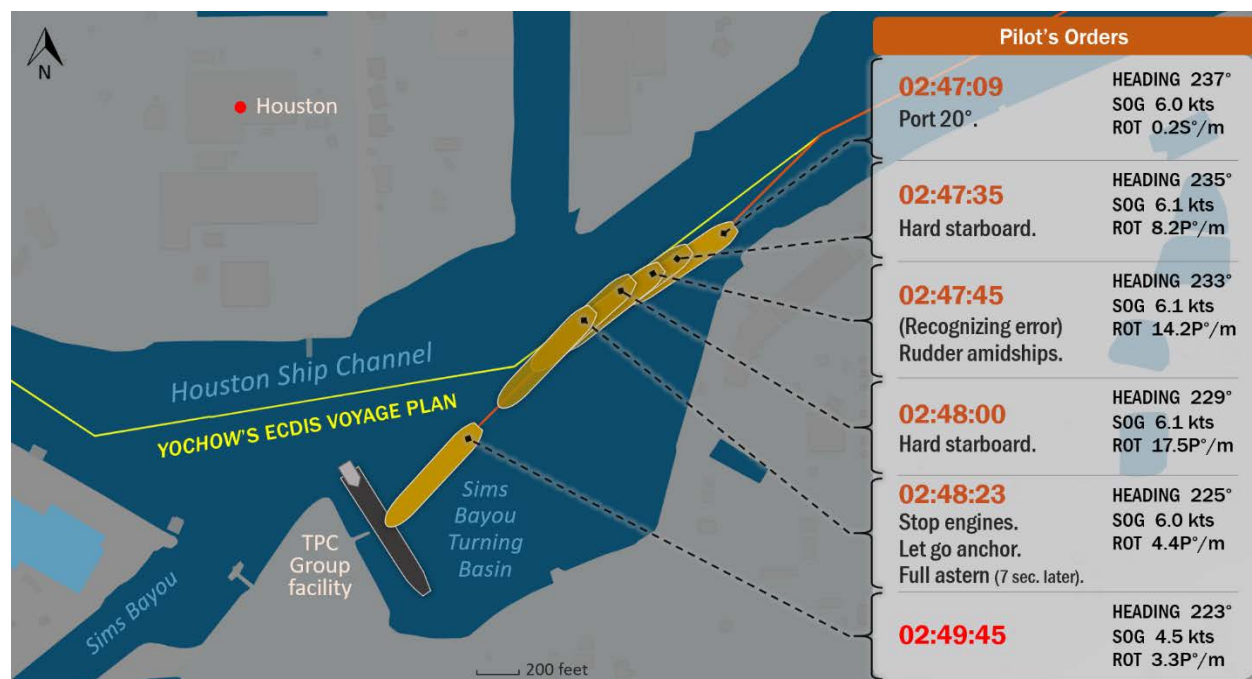 N
Houston
Houston Ship Channel
YOCHOW'S ECDIS VOYAGE PLAN
Sims
Bayou
Turning
Basin
TPC
Group
facility
Sims Bayou
200 feet
Pilot's Orders
02:47:09
Port 20°.
HEADING 237°
SOG 6.0 kts
ROT 0.2S°/m
02:47:35
Hard starboard.
HEADING 235°
SOG 6.1 kts
ROT 8.2P°/m
02:47:45
(Recognizing error)
Rudder amidships.
HEADING 233°
SOG 6.1 kts
ROT 14.2P°/m
02:48:00
Hard starboard.
HEADING 229°
SOG 6.1 kts
ROT 17.5P°/m
02:48:23
Stop engines.
Let go anchor.
Full astern (7 sec. later).
HEADING 225°
SOG 6.0 kts
ROT 4.4P°/m
02:49:45
HEADING 223°
SOG 4.5 kts
ROT 3.3P°/m